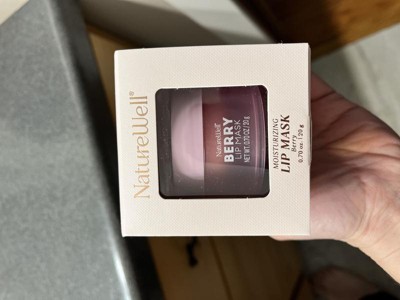 NatureWell®
NatureWell®
BERRY
LIP MASK
NET WT. 0.70 OZ / 20 g
MOISTURIZING
LIP MASK
Berry
0.70 oz. | 20 g